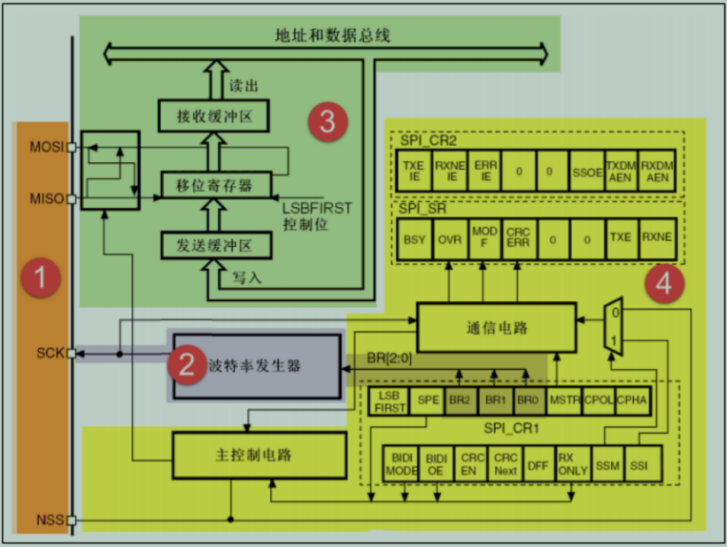 地址和数据总线
读出
接收缓冲区
3
MOSI
移位寄存器
MISO
LSBFIRST
控制位
发送缓冲区
写入
1
SPI_CR2
TXE IE
RXNE IE
ERR IE
0
0
SSOE
TXDM AEN
RXDM AEN
SPI_SR
BSY
OVR
MOD F
CRC ERR
0
0
TXE
RXNE
4
通信电路
0
1
SCK
2
波特率发生器
BR[2:0]
LSB FIRST
SPE
BR2
BR1
BR0
MSTR
CPOL
CPHA
SPI_CR1
主控制电路
BIDI MODE
BIDI OE
CRC EN
CRC Next
DFF
RX ONLY
SSM
SSI
NSS